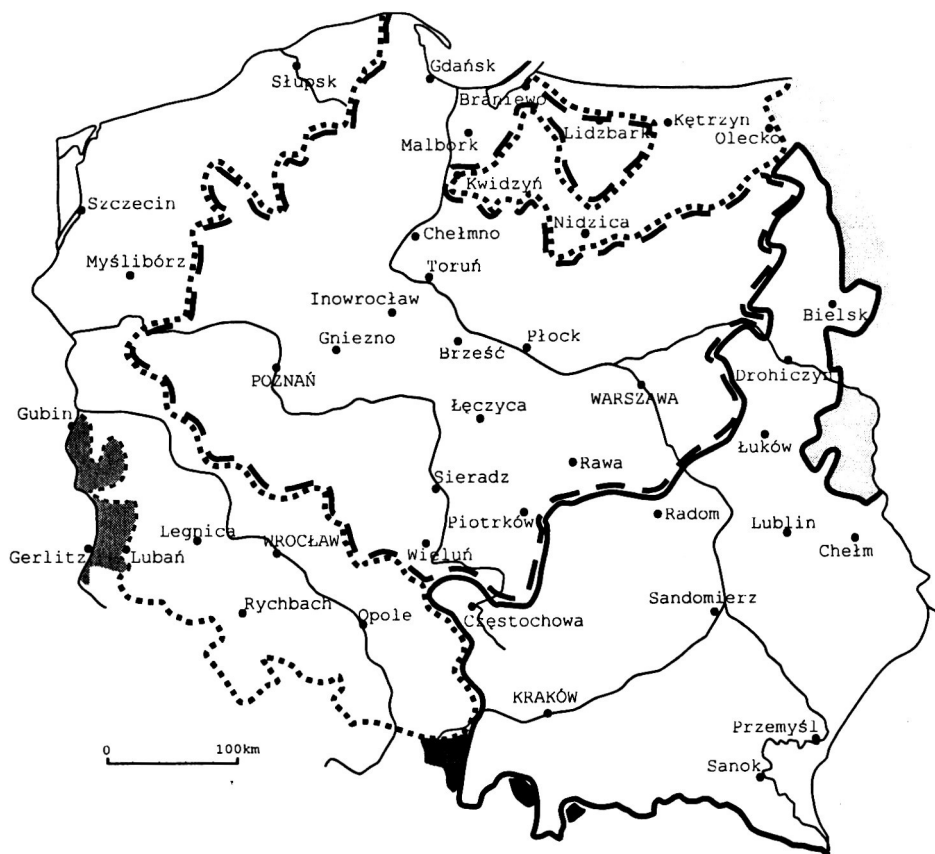 Gdańsk
Słupsk
Braniewo
Kętrzyn
Lidzbark
Olecko
Malbork
Kwidzyń
Szczecin
Nidzica
Chełmno
Myślibórz
Toruń
Inowrocław
Bielsk
Gniezno
Brześć
Płock
Drohiczyn
POZNAŃ
WARSZAWA
Gubin
Łęczyca
Łuków
Rawa
Sieradz
Piotrków
Radom
Lublin
Legnica
WROCŁAW
Wieluń
Chełm
Gerlitz
Lubań
Rychbach
Sandomierz
Opole
Częstochowa
KRAKÓW
Przemyśl
0 100km
Sanok